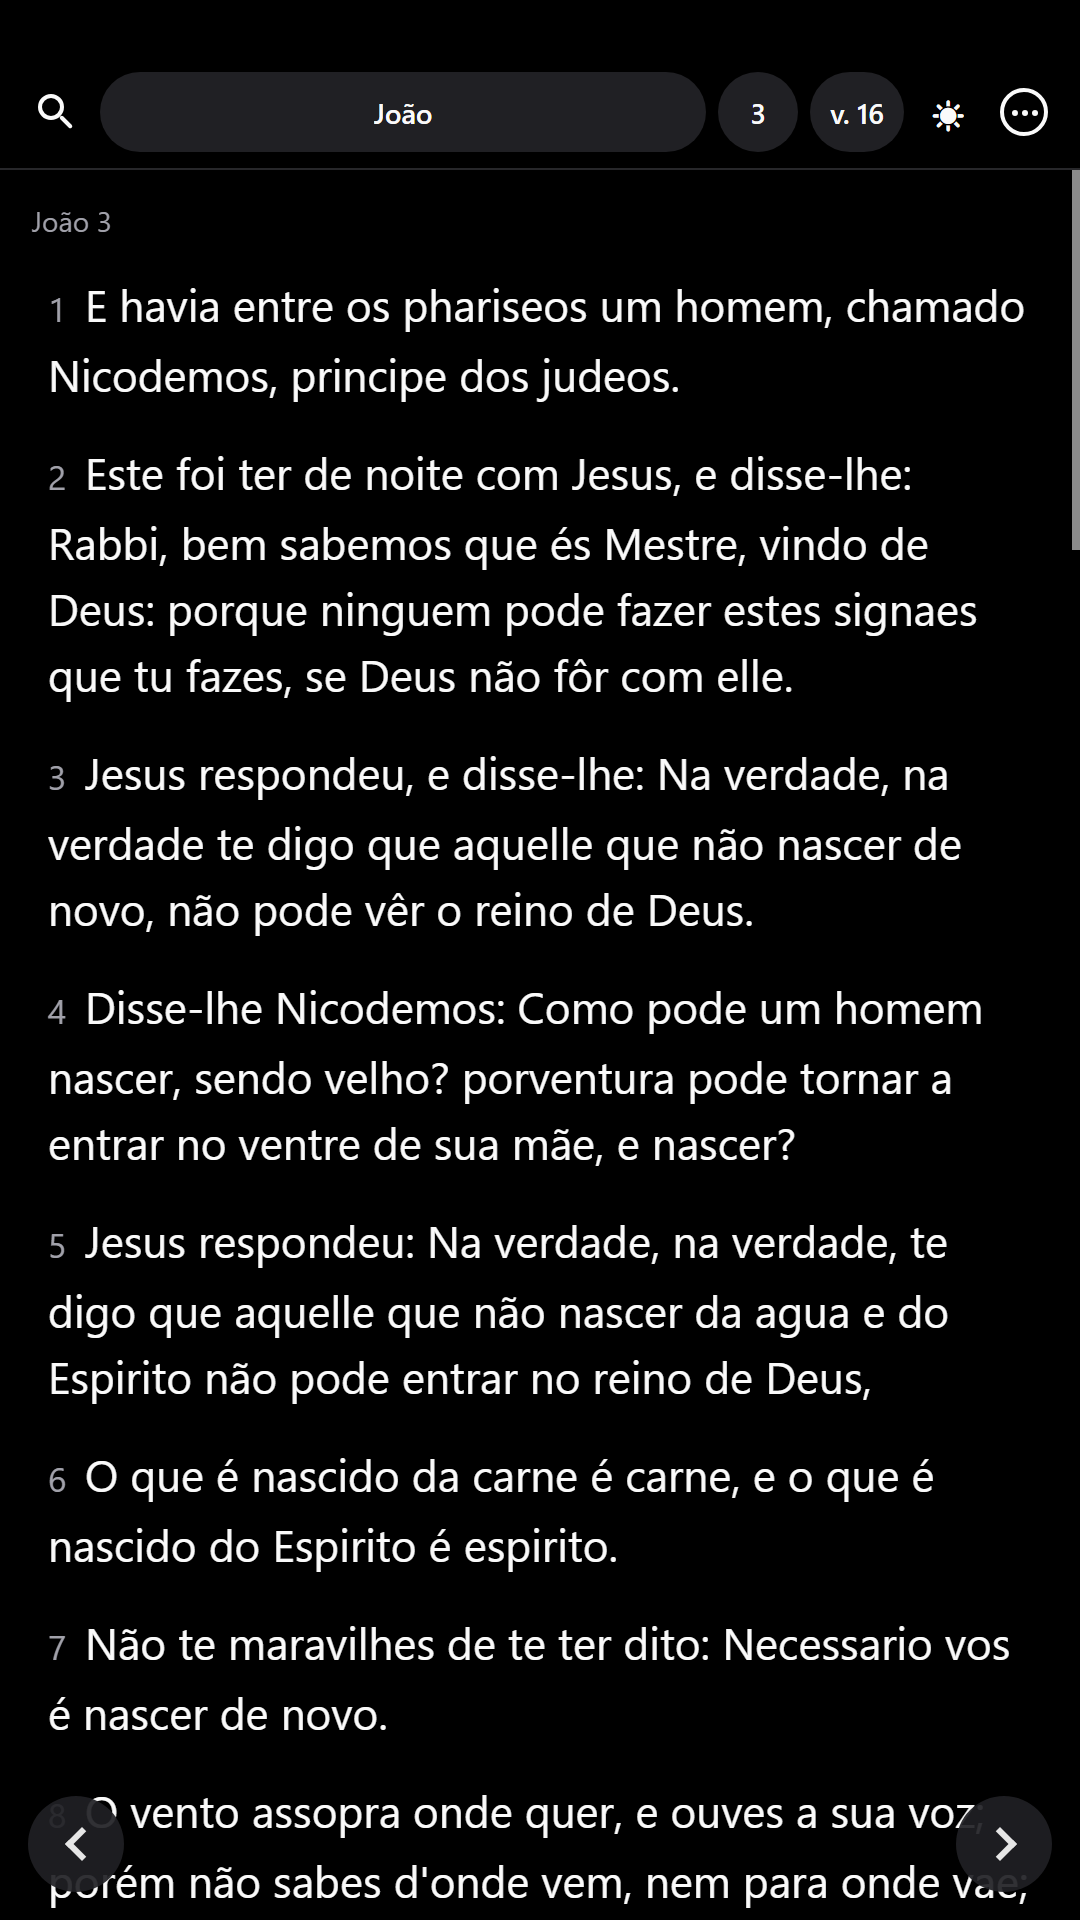 João 3 v. 16
João 3
1 E havia entre os phariseos um homem, chamado
Nicodemos, principe dos judeos.
2 Este foi ter de noite com Jesus, e disse-lhe:
Rabbi, bem sabemos que és Mestre, vindo de
Deus: porque ninguem pode fazer estes signaes
que tu fazes, se Deus não fôr com elle.
3 Jesus respondeu, e disse-lhe: Na verdade, na
verdade te digo que aquelle que não nascer de
novo, não pode vêr o reino de Deus.
4 Disse-lhe Nicodemos: Como pode um homem
nascer, sendo velho? porventura pode tornar a
entrar no ventre de sua mãe, e nascer?
5 Jesus respondeu: Na verdade, na verdade, te
digo que aquelle que não nascer da agua e do
Espirito não pode entrar no reino de Deus,
6 O que é nascido da carne é carne, e o que é
nascido do Espirito é espirito.
7 Não te maravilhes de te ter dito: Necessario vos
é nascer de novo.
8 O vento assopra onde quer, e ouves a sua voz;
porém não sabes d'onde vem, nem para onde vae;